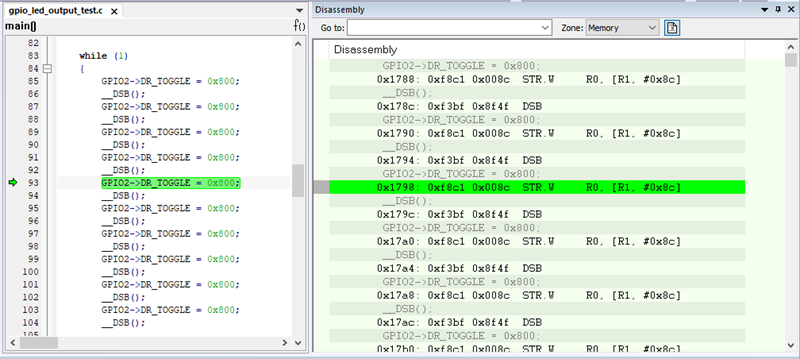 gpio_led_output_test.c
main()
f()
82
83 while (1)
84 {
85 GPIO2->DR_TOGGLE = 0x800;
86 __DSB();
87 GPIO2->DR_TOGGLE = 0x800;
88 __DSB();
89 GPIO2->DR_TOGGLE = 0x800;
90 __DSB();
91 GPIO2->DR_TOGGLE = 0x800;
92 __DSB();
93 GPIO2->DR_TOGGLE = 0x800;
94 __DSB();
95 GPIO2->DR_TOGGLE = 0x800;
96 __DSB();
97 GPIO2->DR_TOGGLE = 0x800;
98 __DSB();
99 GPIO2->DR_TOGGLE = 0x800;
100 __DSB();
101 GPIO2->DR_TOGGLE = 0x800;
102 __DSB();
103 GPIO2->DR_TOGGLE = 0x800;
104 __DSB();
Disassembly
Go to: Zone: Memory
Disassembly
GPIO2->DR_TOGGLE = 0x800;
0x1788: 0xf8c1 0x008c STR.W R0, [R1, #0x8c]
__DSB();
0x178c: 0xf3bf 0x8f4f DSB
GPIO2->DR_TOGGLE = 0x800;
0x1790: 0xf8c1 0x008c STR.W R0, [R1, #0x8c]
__DSB();
0x1794: 0xf3bf 0x8f4f DSB
GPIO2->DR_TOGGLE = 0x800;
0x1798: 0xf8c1 0x008c STR.W R0, [R1, #0x8c]
__DSB();
0x179c: 0xf3bf 0x8f4f DSB
GPIO2->DR_TOGGLE = 0x800;
0x17a0: 0xf8c1 0x008c STR.W R0, [R1, #0x8c]
__DSB();
0x17a4: 0xf3bf 0x8f4f DSB
GPIO2->DR_TOGGLE = 0x800;
0x17a8: 0xf8c1 0x008c STR.W R0, [R1, #0x8c]
__DSB();
0x17ac: 0xf3bf 0x8f4f DSB
GPIO2->DR_TOGGLE = 0x800;
0x17b0: 0xf8c1 0x008c STR.W R0, [R1, #0x8c]